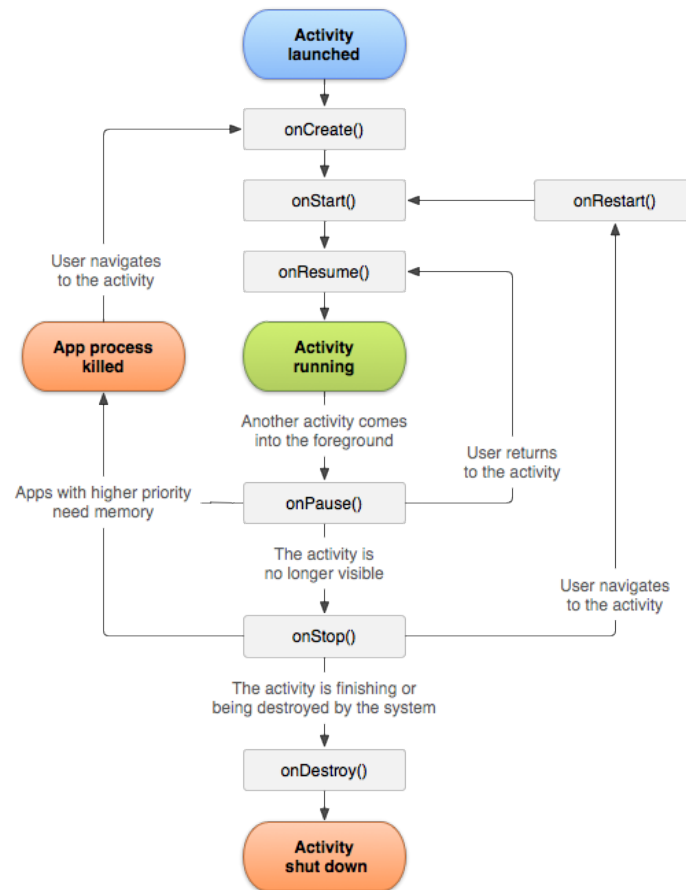 Activity
launched
onCreate()
onStart()
onRestart()
User navigates
to the activity
onResume()
App process
killed
Activity
running
Another activity comes
into the foreground
User returns
to the activity
Apps with higher priority
need memory
onPause()
The activity is
no longer visible
User navigates
to the activity
onStop()
The activity is finishing or
being destroyed by the system
onDestroy()
Activity
shut down